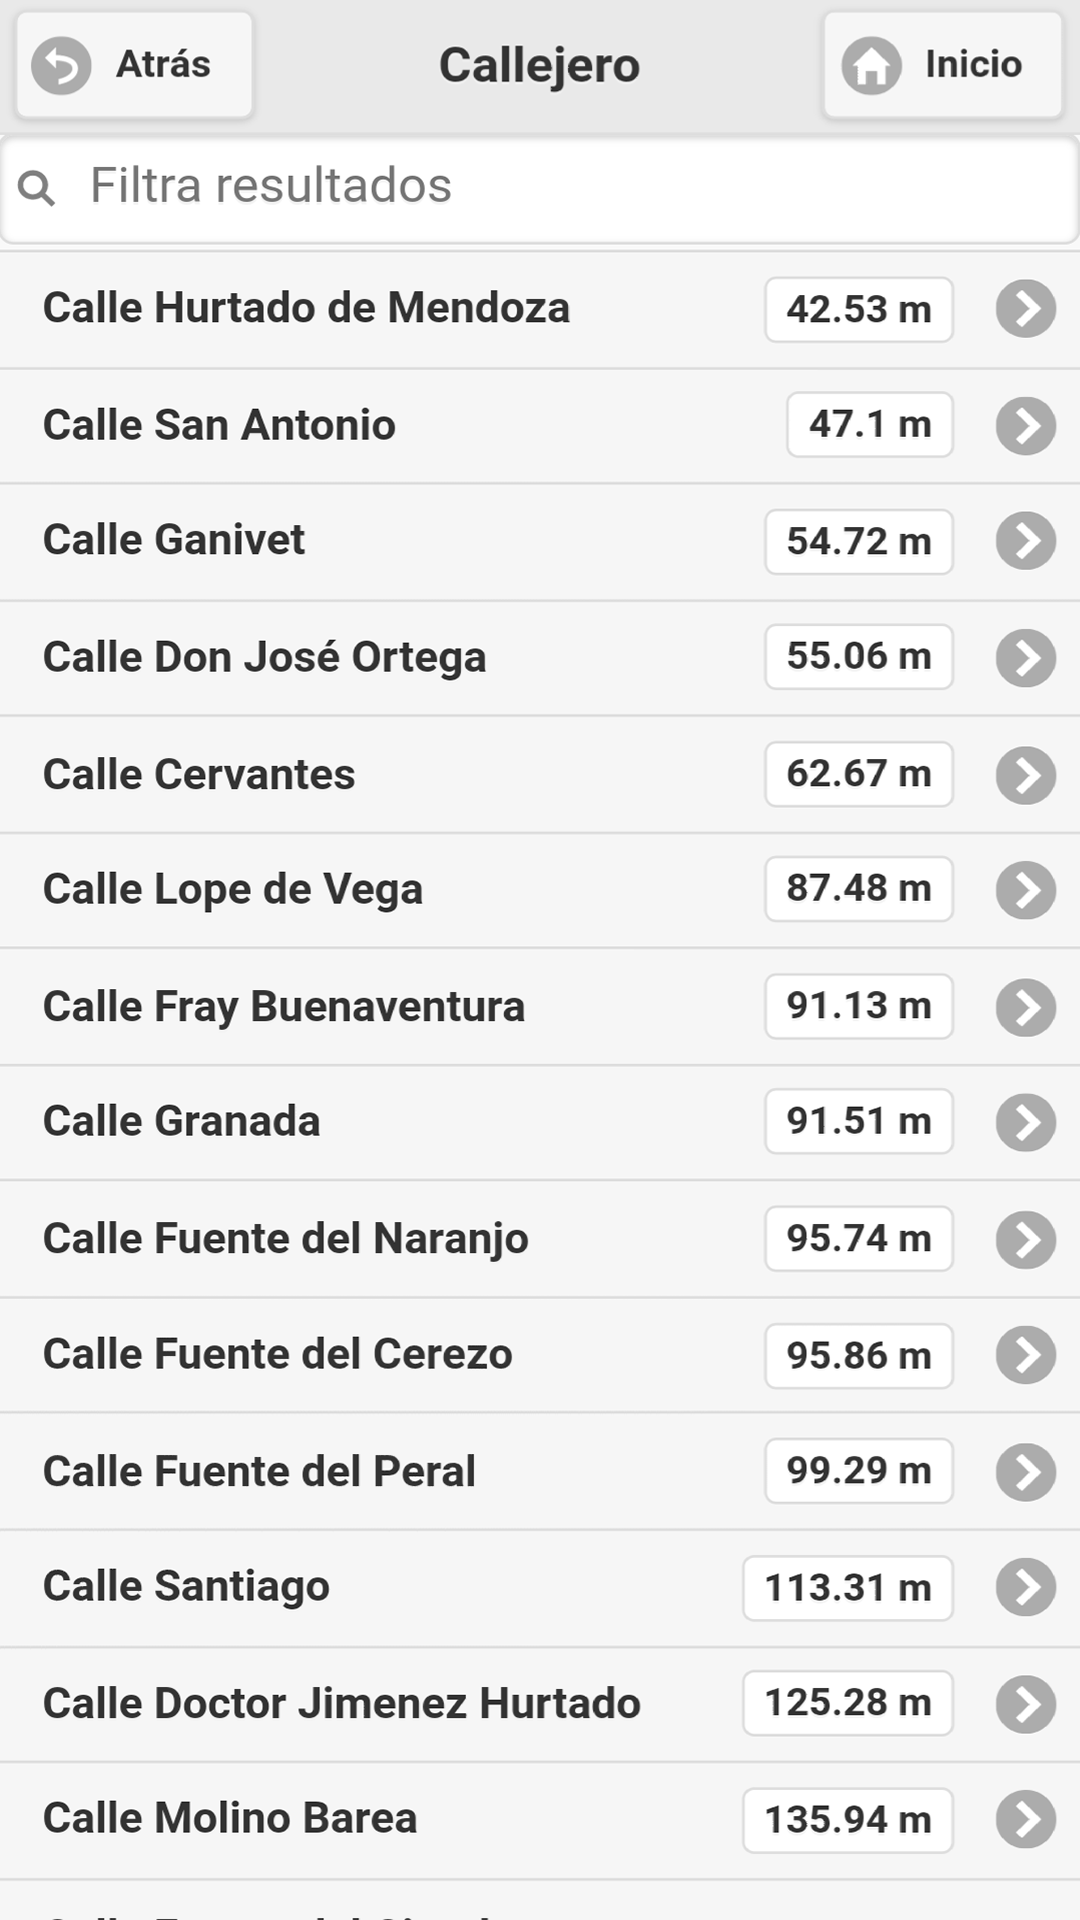 Atrás
Callejero
Inicio
Filtra resultados
Calle Hurtado de Mendoza 42.53 m
Calle San Antonio 47.1 m
Calle Ganivet 54.72 m
Calle Don José Ortega 55.06 m
Calle Cervantes 62.67 m
Calle Lope de Vega 87.48 m
Calle Fray Buenaventura 91.13 m
Calle Granada 91.51 m
Calle Fuente del Naranjo 95.74 m
Calle Fuente del Cerezo 95.86 m
Calle Fuente del Peral 99.29 m
Calle Santiago 113.31 m
Calle Doctor Jimenez Hurtado 125.28 m
Calle Molino Barea 135.94 m